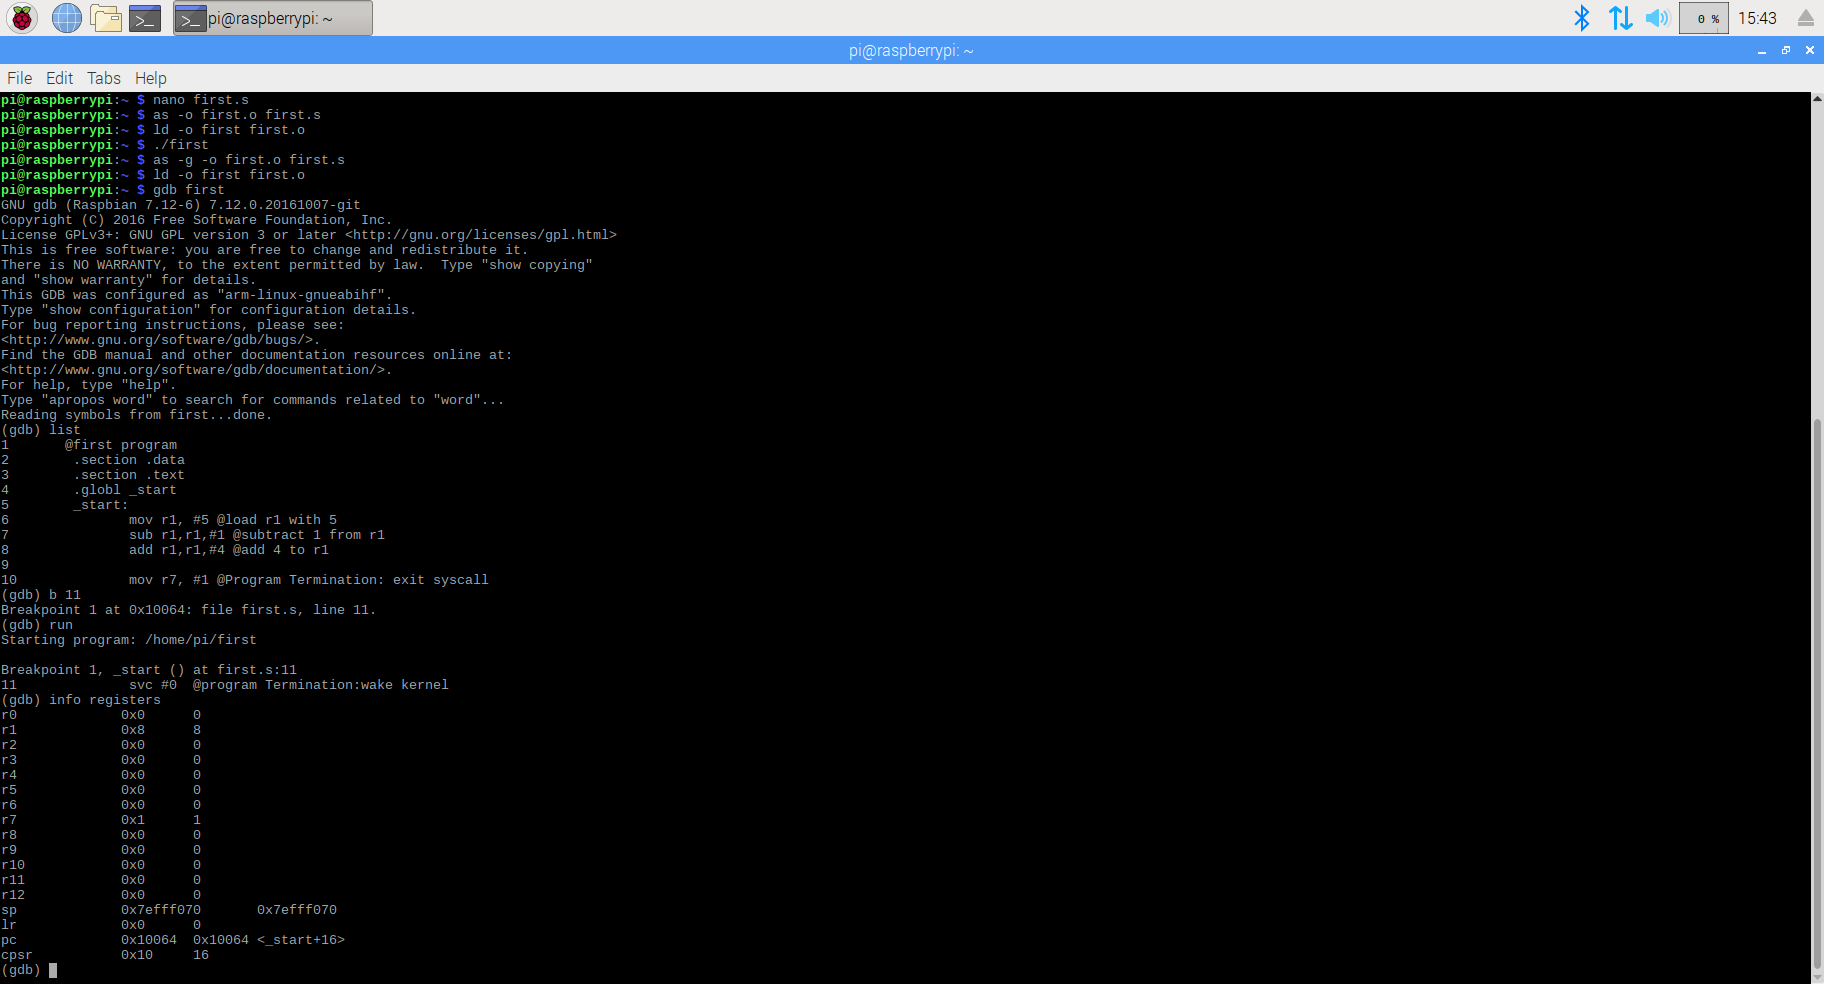 pi@raspberrypi: ~
0 %
15:43
pi@raspberrypi: ~
File Edit Tabs Help
pi@raspberrypi:~ $ nano first.s
pi@raspberrypi:~ $ as -o first.o first.s
pi@raspberrypi:~ $ ld -o first first.o
pi@raspberrypi:~ $ ./first
pi@raspberrypi:~ $ as -g -o first.o first.s
pi@raspberrypi:~ $ ld -o first first.o
pi@raspberrypi:~ $ gdb first
GNU gdb (Raspbian 7.12-6) 7.12.0.20161007-git
Copyright (C) 2016 Free Software Foundation, Inc.
License GPLv3+: GNU GPL version 3 or later <http://gnu.org/licenses/gpl.html>
This is free software: you are free to change and redistribute it.
There is NO WARRANTY, to the extent permitted by law.  Type "show copying"
and "show warranty" for details.
This GDB was configured as "arm-linux-gnueabihf".
Type "show configuration" for configuration details.
For bug reporting instructions, please see:
<http://www.gnu.org/software/gdb/bugs/>.
Find the GDB manual and other documentation resources online at:
<http://www.gnu.org/software/gdb/documentation/>.
For help, type "help".
Type "apropos word" to search for commands related to "word"...
Reading symbols from first...done.
(gdb) list
1       @first program
2        .section .data
3        .section .text
4        .globl _start
5        _start:
6               mov r1, #5 @load r1 with 5
7               sub r1,r1,#1 @subtract 1 from r1
8               add r1,r1,#4 @add 4 to r1
9
10              mov r7, #1 @Program Termination: exit syscall
(gdb) b 11
Breakpoint 1 at 0x10064: file first.s, line 11.
(gdb) run
Starting program: /home/pi/first
Breakpoint 1, _start () at first.s:11
11              svc #0  @program Termination:wake kernel
(gdb) info registers
r0             0x0      0
r1             0x8      8
r2             0x0      0
r3             0x0      0
r4             0x0      0
r5             0x0      0
r6             0x0      0
r7             0x1      1
r8             0x0      0
r9             0x0      0
r10            0x0      0
r11            0x0      0
r12            0x0      0
sp             0x7efff070       0x7efff070
lr             0x0      0
pc             0x10064  0x10064 <_start+16>
cpsr           0x10     16
(gdb)